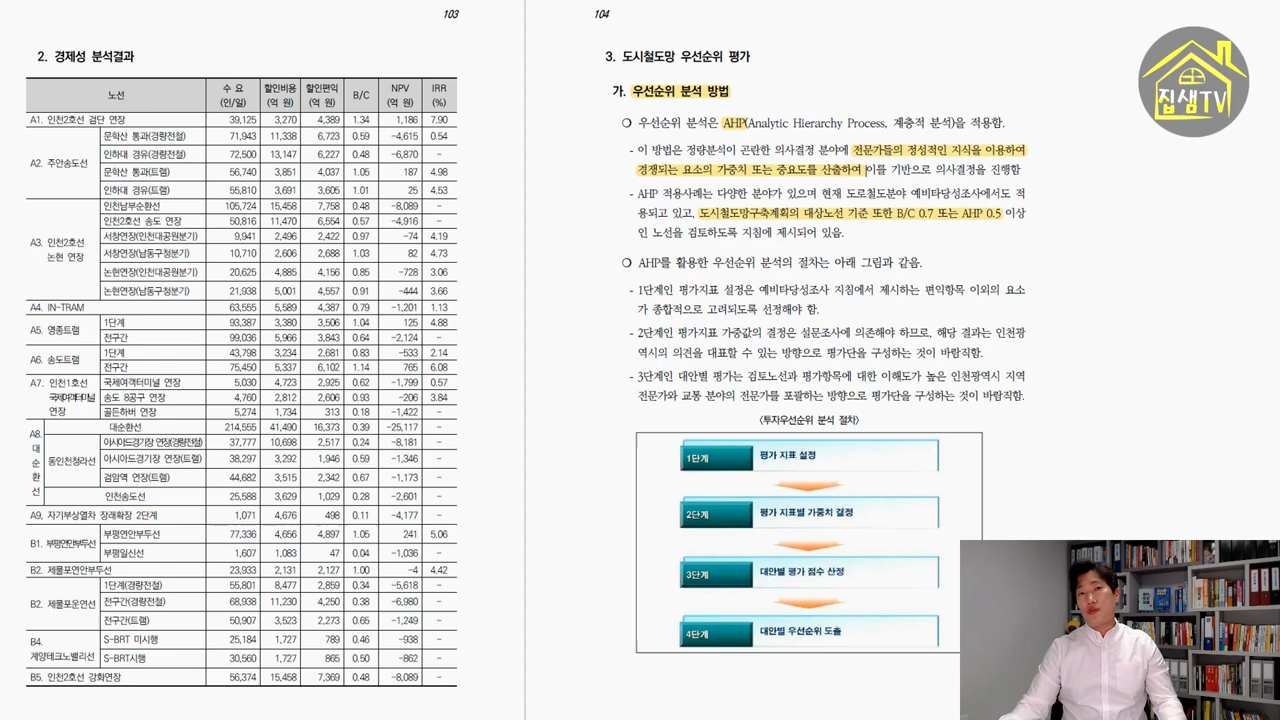 103
2. 경제성 분석결과
노선 수 요 (인/일) 할인비용 (억 원) 할인편익 (억 원) B/C NPV (억 원) IRR (%)
A1. 인천2호선 검단 연장 39,125 3,270 4,389 1.34 1,186 7.90
A2. 주안송도선 문학산 통과(경량전철) 71,943 11,338 6,723 0.59 -4,615 0.54
인하대 경유(경량전철) 72,500 13,147 6,227 0.48 -6,870 -
문학산 통과(트램) 56,740 3,851 4,037 1.05 187 4.98
인하대 경유(트램) 55,810 3,691 3,605 1.01 25 4.53
A3. 인천2호선 논현 연장 인천남부순환선 105,724 15,458 7,758 0.48 -8,089 -
인천2호선 송도 연장 50,816 11,470 6,554 0.57 -4,916 -
서창연장(인천대공원분기) 9,941 2,496 2,422 0.97 -74 4.19
서창연장(남동구청분기) 10,710 2,606 2,688 1.03 82 4.73
논현연장(인천대공원분기) 20,625 4,885 4,156 0.85 -728 3.06
논현연장(남동구청분기) 21,938 5,001 4,557 0.91 -444 3.66
A4. IN-TRAM 63,555 5,589 4,387 0.79 -1,201 1.13
A5. 영종트램 1단계 93,387 3,380 3,506 1.04 125 4.88
전구간 99,036 5,966 3,843 0.64 -2,124 -
A6. 송도트램 1단계 43,798 3,234 2,681 0.83 -533 2.14
전구간 75,450 5,337 6,102 1.14 765 6.08
A7. 인천1호선 국제여객터미널 연장 국제여객터미널 연장 5,030 4,723 2,925 0.62 -1,799 0.57
송도 8공구 연장 4,760 2,812 2,606 0.93 -206 3.84
골든하버 연장 5,274 1,734 313 0.18 -1,422 -
A8. 대순환선 대순환선 214,555 41,490 16,373 0.39 -25,117 -
동인천청라선 아시아드경기장 연장(경량전철) 37,777 10,698 2,517 0.24 -8,181 -
아시아드경기장 연장(트램) 38,297 3,292 1,946 0.59 -1,346 -
검암역 연장(트램) 44,682 3,515 2,342 0.67 -1,173 -
인천송도선 25,588 3,629 1,029 0.28 -2,601 -
A9. 자기부상열차 장래확장 2단계 1,071 4,676 498 0.11 -4,177 -
B1. 부평연안부두선 부평연안부두선 77,336 4,656 4,897 1.05 241 5.06
부평일신선 1,607 1,083 47 0.04 -1,036 -
B2. 제물포연안부두선 23,933 2,131 2,127 1.00 -4 4.42
B2. 제물포운연선 1단계(경량전철) 55,801 8,477 2,859 0.34 -5,618 -
전구간(경량전철) 68,938 11,230 4,250 0.38 -6,980 -
전구간(트램) 50,907 3,523 2,273 0.65 -1,249 -
B4. 계양테크노밸리선 S-BRT 미시행 25,184 1,727 789 0.46 -938 -
S-BRT시행 30,560 1,727 865 0.50 -862 -
B5. 인천2호선 강화연장 56,374 15,458 7,369 0.48 -8,089 -
104
3. 도시철도망 우선순위 평가
가. 우선순위 분석 방법
○ 우선순위 분석은 AHP(Analytic Hierarchy Process, 계층적 분석)을 적용함.
- 이 방법은 정량분석이 곤란한 의사결정 분야에 전문가들의 정성적인 지식을 이용하여
경쟁되는 요소의 가중치 또는 중요도를 산출하여 이를 기반으로 의사결정을 진행함
- AHP 적용사례는 다양한 분야가 있으며 현재 도로철도분야 예비타당성조사에서도 적
용되고 있고, 도시철도망구축계획의 대상노선 기준 또한 B/C 0.7 또는 AHP 0.5 이상
인 노선을 검토하도록 지침에 제시되어 있음.
○ AHP를 활용한 우선순위 분석의 절차는 아래 그림과 같음.
- 1단계인 평가지표 설정은 예비타당성조사 지침에서 제시하는 편익항목 이외의 요소
가 종합적으로 고려되도록 선정해야 함.
- 2단계인 평가지표 가중값의 결정은 설문조사에 의존해야 하므로, 해당 결과는 인천광
역시의 의견을 대표할 수 있는 방향으로 평가단을 구성하는 것이 바람직함.
- 3단계인 대안별 평가는 검토노선과 평가항목에 대한 이해도가 높은 인천광역시 지역
전문가와 교통 분야의 전문가를 포괄하는 방향으로 평가단을 구성하는 것이 바람직함.
〈투자우선순위 분석 절차〉
1단계 평가 지표 설정
2단계 평가 지표별 가중치 결정
3단계 대안별 평가 점수 산정
4단계 대안별 우선순위 도출
집샘TV